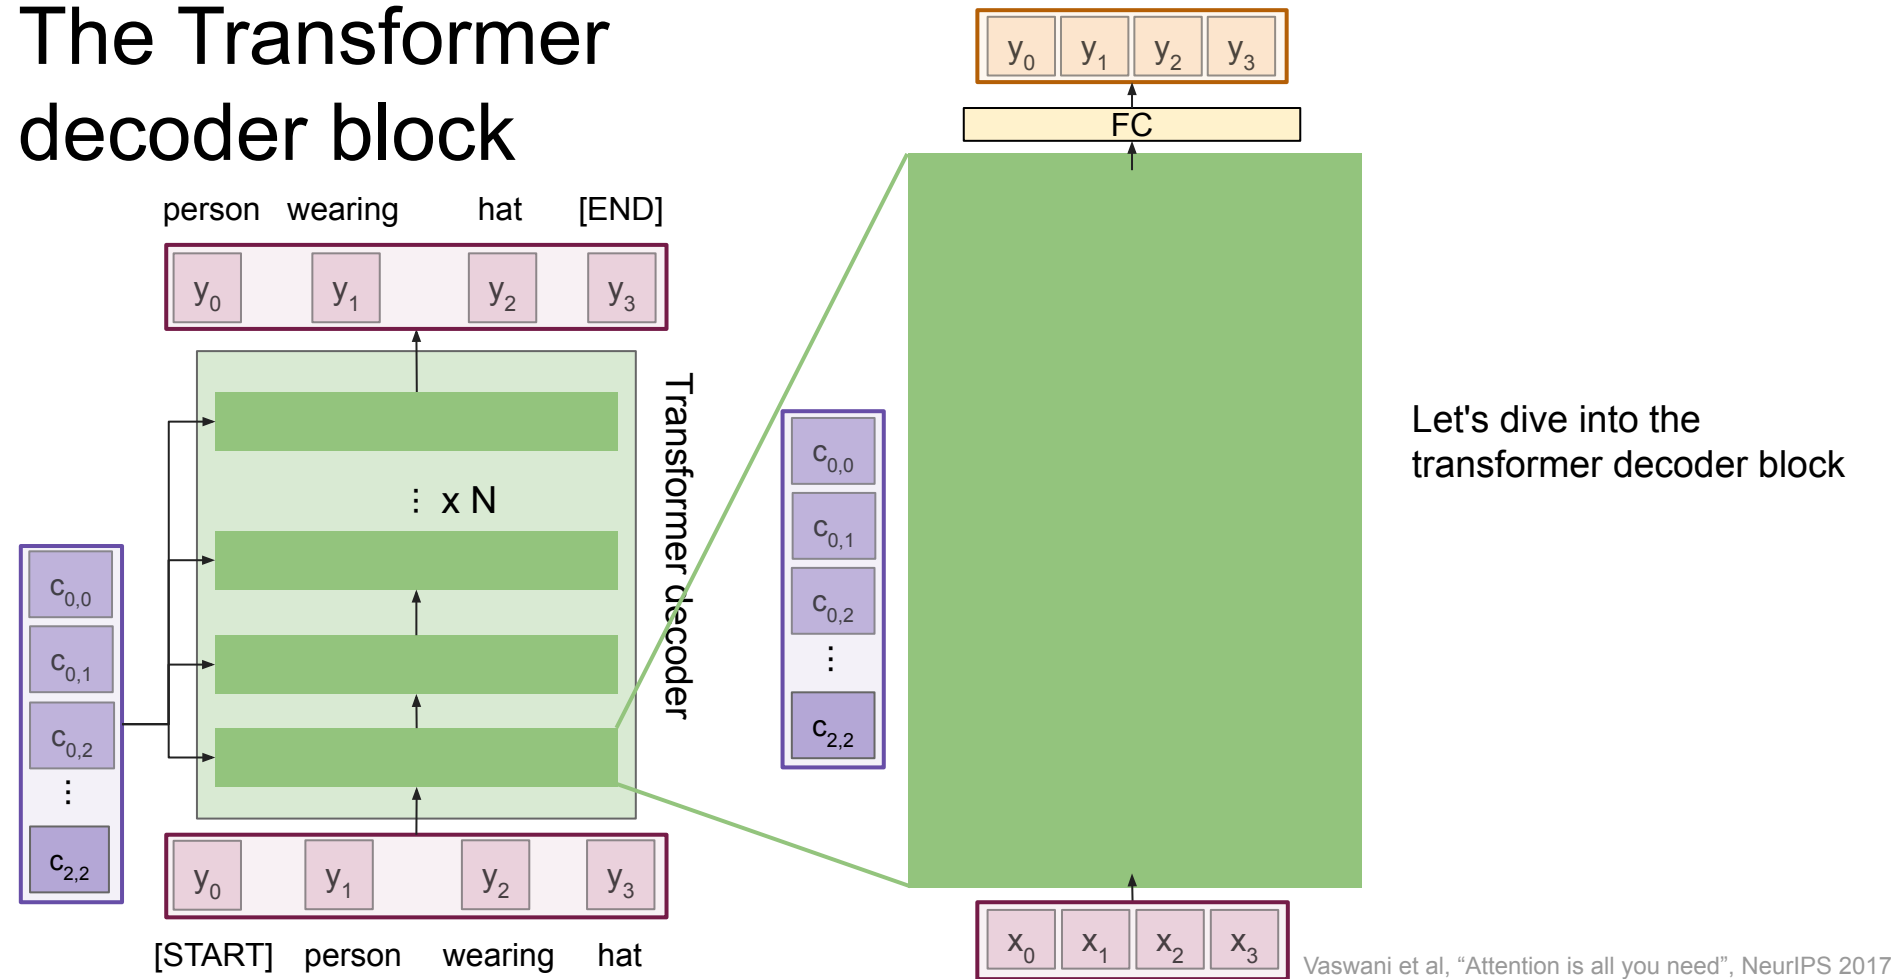 The Transformer
decoder block
person wearing hat [END]
y0 y1 y2 y3
⋮ x N
Transformer decoder
c0,0
c0,1
c0,2
⋮
c2,2
y0 y1 y2 y3
[START] person wearing hat
y0 y1 y2 y3
FC
c0,0
c0,1
c0,2
⋮
c2,2
x0 x1 x2 x3
Let's dive into the
transformer decoder block
Vaswani et al, “Attention is all you need”, NeurIPS 2017